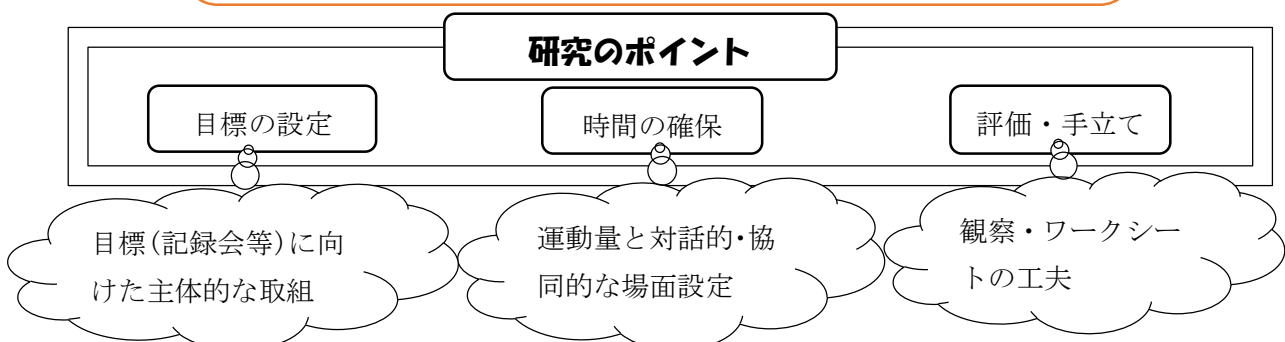 研究のポイント
目標の設定
時間の確保
評価・手立て
目標(記録会等)に向
けた主体的な取組
運動量と対話的・協
同的な場面設定
観察・ワークシー
トの工夫